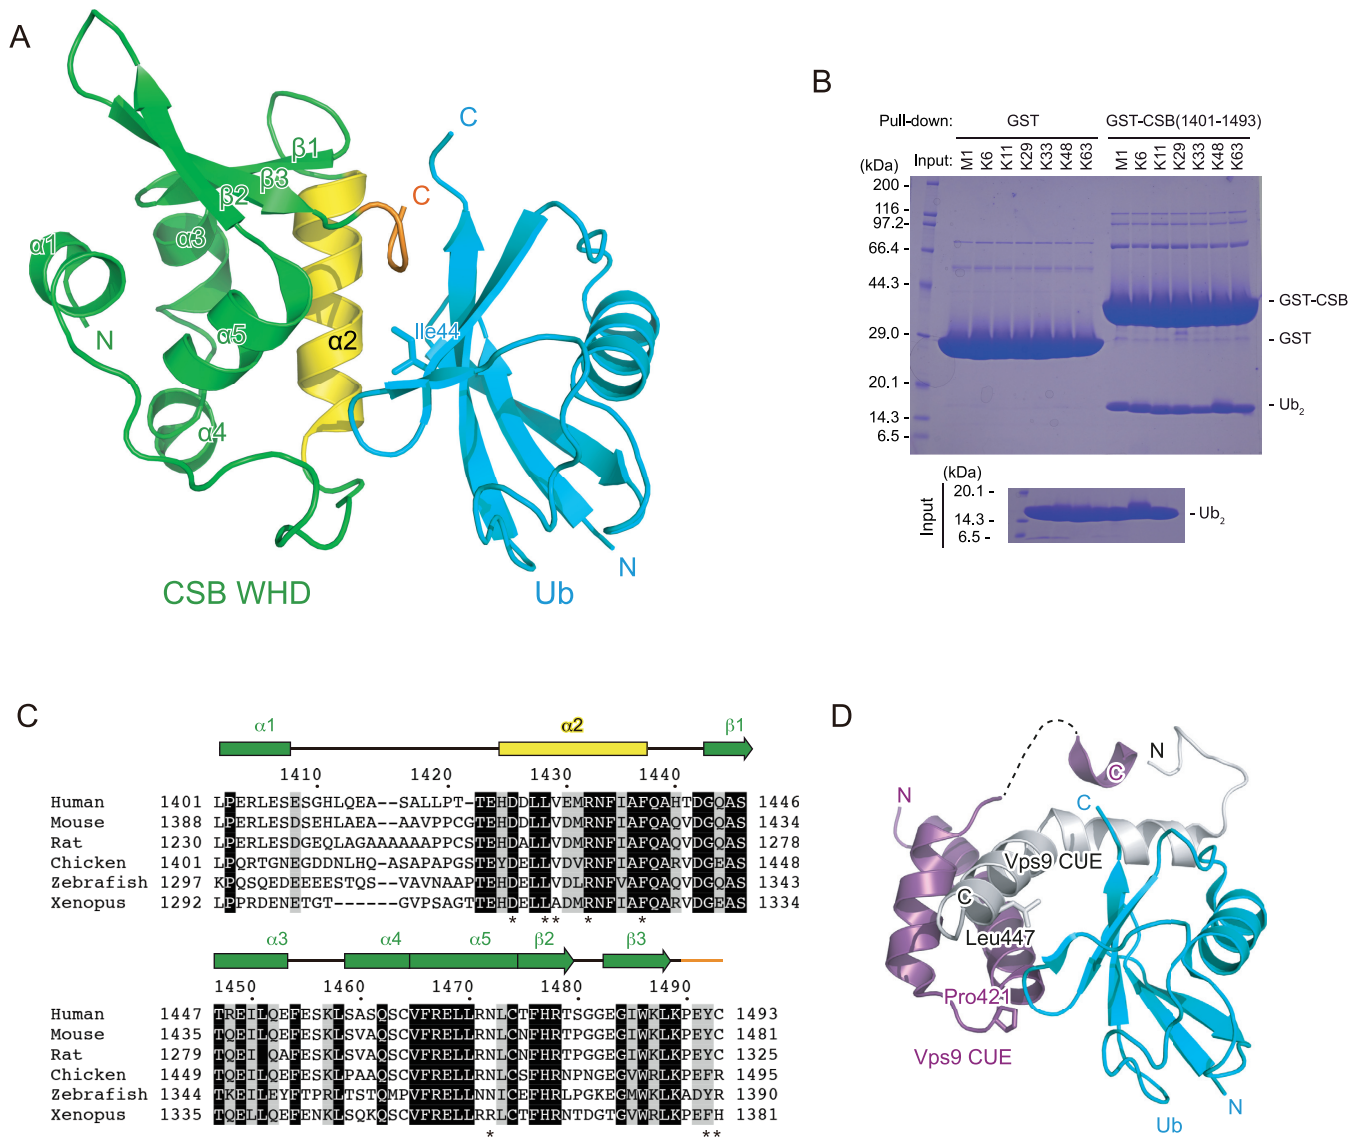 A
C
β1
β3
β2
C
α3
α1
N
α5
α2
Ile44
α4
N
CSB WHD
Ub
B
Pull-down: GST GST-CSB(1401-1493)
Input: M1 K6 K11 K29 K33 K48 K63 M1 K6 K11 K29 K33 K48 K63
(kDa)
200 -
116 -
97.2 -
66.4 -
44.3 -
29.0 -
20.1 -
14.3 -
6.5 -
- GST-CSB
- GST
- Ub2
(kDa)
Input
20.1 -
14.3 -
6.5 -
- Ub2
C
α1 α2 β1
1410 1420 1430 1440
Human 1401 LPERLESESGHLQEA--SALLPT-TEHDDLLVEMRNFIAFQAHTDGQAS 1446
Mouse 1388 LPERLESDSEHLAEA--AAVPPCGTEHDDLLVDMRNFIAFQAQVDGQAS 1434
Rat 1230 LPERLESDGEQLAGAAAAAAPPCSTEHDALLVDMRNFIAFQAQVDGQAS 1278
Chicken 1401 LPQRTGNEGDDNLHQ-ASAPAPGSTEYDELLVDMRNFIAFQARVDGEAS 1448
Zebrafish 1297 KPQSQEDEEEESTQS--VAVNAAPTEHDELLVDLRNFVAFQAQVDGQAS 1343
Xenopus 1292 LPPRDENETGT------GVPSAGTTEHDELLADMRNFIAFQARVDGEAS 1334
* ** * *
α3 α4 α5 β2 β3
1450 1460 1470 1480 1490
Human 1447 TREILQEFESKLSASQSCVFRELLRNLCTFHRTSGGEGIWKLKPEYC 1493
Mouse 1435 TQEILQEFESKLSVAQSCVFRELLRNLCTFHRTPGGEGIWKLKPEYC 1481
Rat 1279 TQEILQAFESKLSVAQSCVFRELLRNLCTFHRTPGGEGIWKLKPEYC 1325
Chicken 1449 TQEILQEFESKLPAAQSCVFRELLRNLCSFHRNPNGEGVWRLKPEFR 1495
Zebrafish 1344 TKEILEYFTPRLTSTQMPVFRELLRNICEFHRLPGKEGMWKLKADYR 1390
Xenopus 1335 TQELLQEFENKLSQKQSCVFRELLRRLCTFHRNTDGTGVWRLKPEFH 1381
* **
D
N
C
N
C
Vps9 CUE
C
Leu447
Pro421
Vps9 CUE
N
Ub